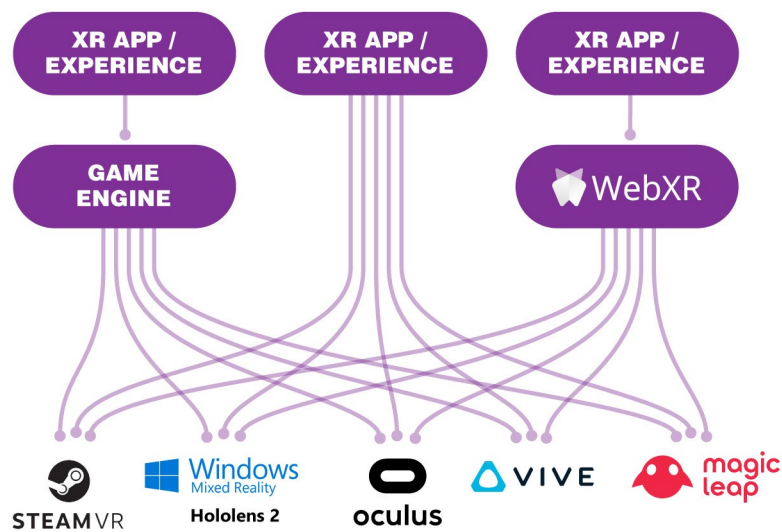 XR APP /
EXPERIENCE
XR APP /
EXPERIENCE
XR APP /
EXPERIENCE
GAME
ENGINE
WebXR
STEAMVR
Windows
Mixed Reality
Hololens 2
oculus
VIVE
magic
leap